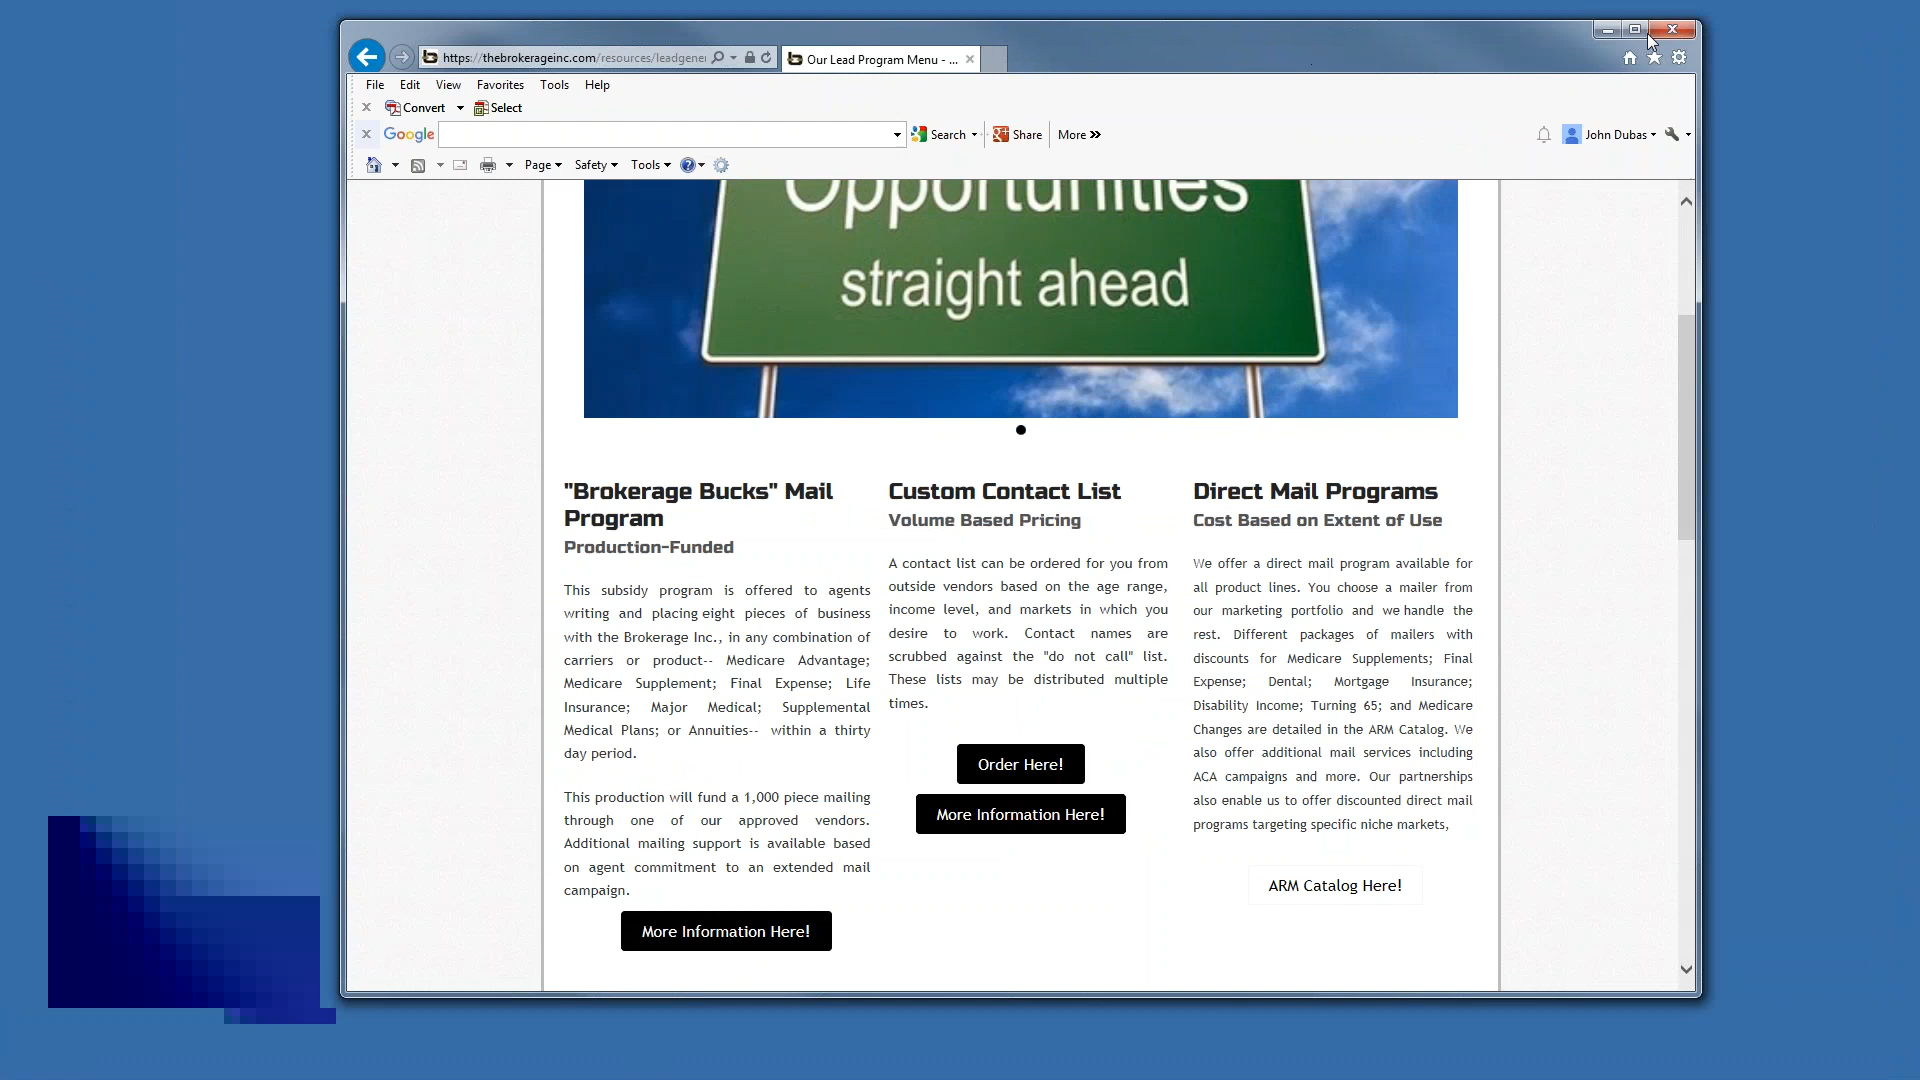 https://thebrokerageinc.com/resources/leadgener
Our Lead Program Menu - ...
File Edit View Favorites Tools Help
Convert Select
Google Search Share More John Dubas
Page Safety Tools
Opportunities
straight ahead
"Brokerage Bucks" Mail
Program
Production-Funded
This subsidy program is offered to agents
writing and placing eight pieces of business
with the Brokerage Inc., in any combination of
carriers or product-- Medicare Advantage;
Medicare Supplement; Final Expense; Life
Insurance; Major Medical; Supplemental
Medical Plans; or Annuities-- within a thirty
day period.
This production will fund a 1,000 piece mailing
through one of our approved vendors.
Additional mailing support is available based
on agent commitment to an extended mail
campaign.
More Information Here!
Custom Contact List
Volume Based Pricing
A contact list can be ordered for you from
outside vendors based on the age range,
income level, and markets in which you
desire to work. Contact names are
scrubbed against the "do not call" list.
These lists may be distributed multiple
times.
Order Here!
More Information Here!
Direct Mail Programs
Cost Based on Extent of Use
We offer a direct mail program available for
all product lines. You choose a mailer from
our marketing portfolio and we handle the
rest. Different packages of mailers with
discounts for Medicare Supplements; Final
Expense; Dental; Mortgage Insurance;
Disability Income; Turning 65; and Medicare
Changes are detailed in the ARM Catalog. We
also offer additional mail services including
ACA campaigns and more. Our partnerships
also enable us to offer discounted direct mail
programs targeting specific niche markets,
ARM Catalog Here!